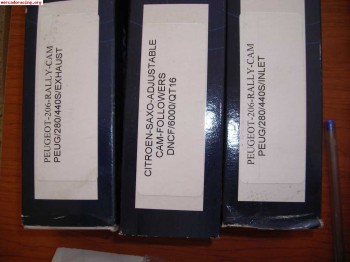 mercadoracing.org
PEUGEOT-206-RALLY-CAM
PEUG/280/440S/EXHAUST
CITROEN-SAXO-ADJUSTABLE
CAM-FOLLOWERS
DNCF/6000/QT16
PEUGEOT-206-RALLY-CAM
PEUG/280/440S/INLET